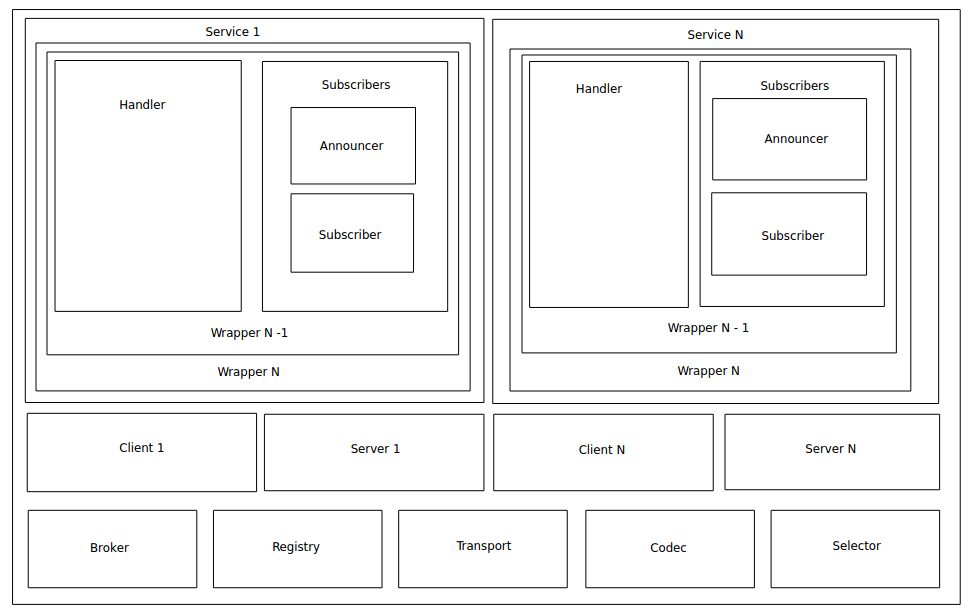 Service 1
Handler
Subscribers
Announcer
Subscriber
Wrapper N -1
Wrapper N
Service N
Handler
Subscribers
Announcer
Subscriber
Wrapper N - 1
Wrapper N
Client 1
Server 1
Client N
Server N
Broker
Registry
Transport
Codec
Selector